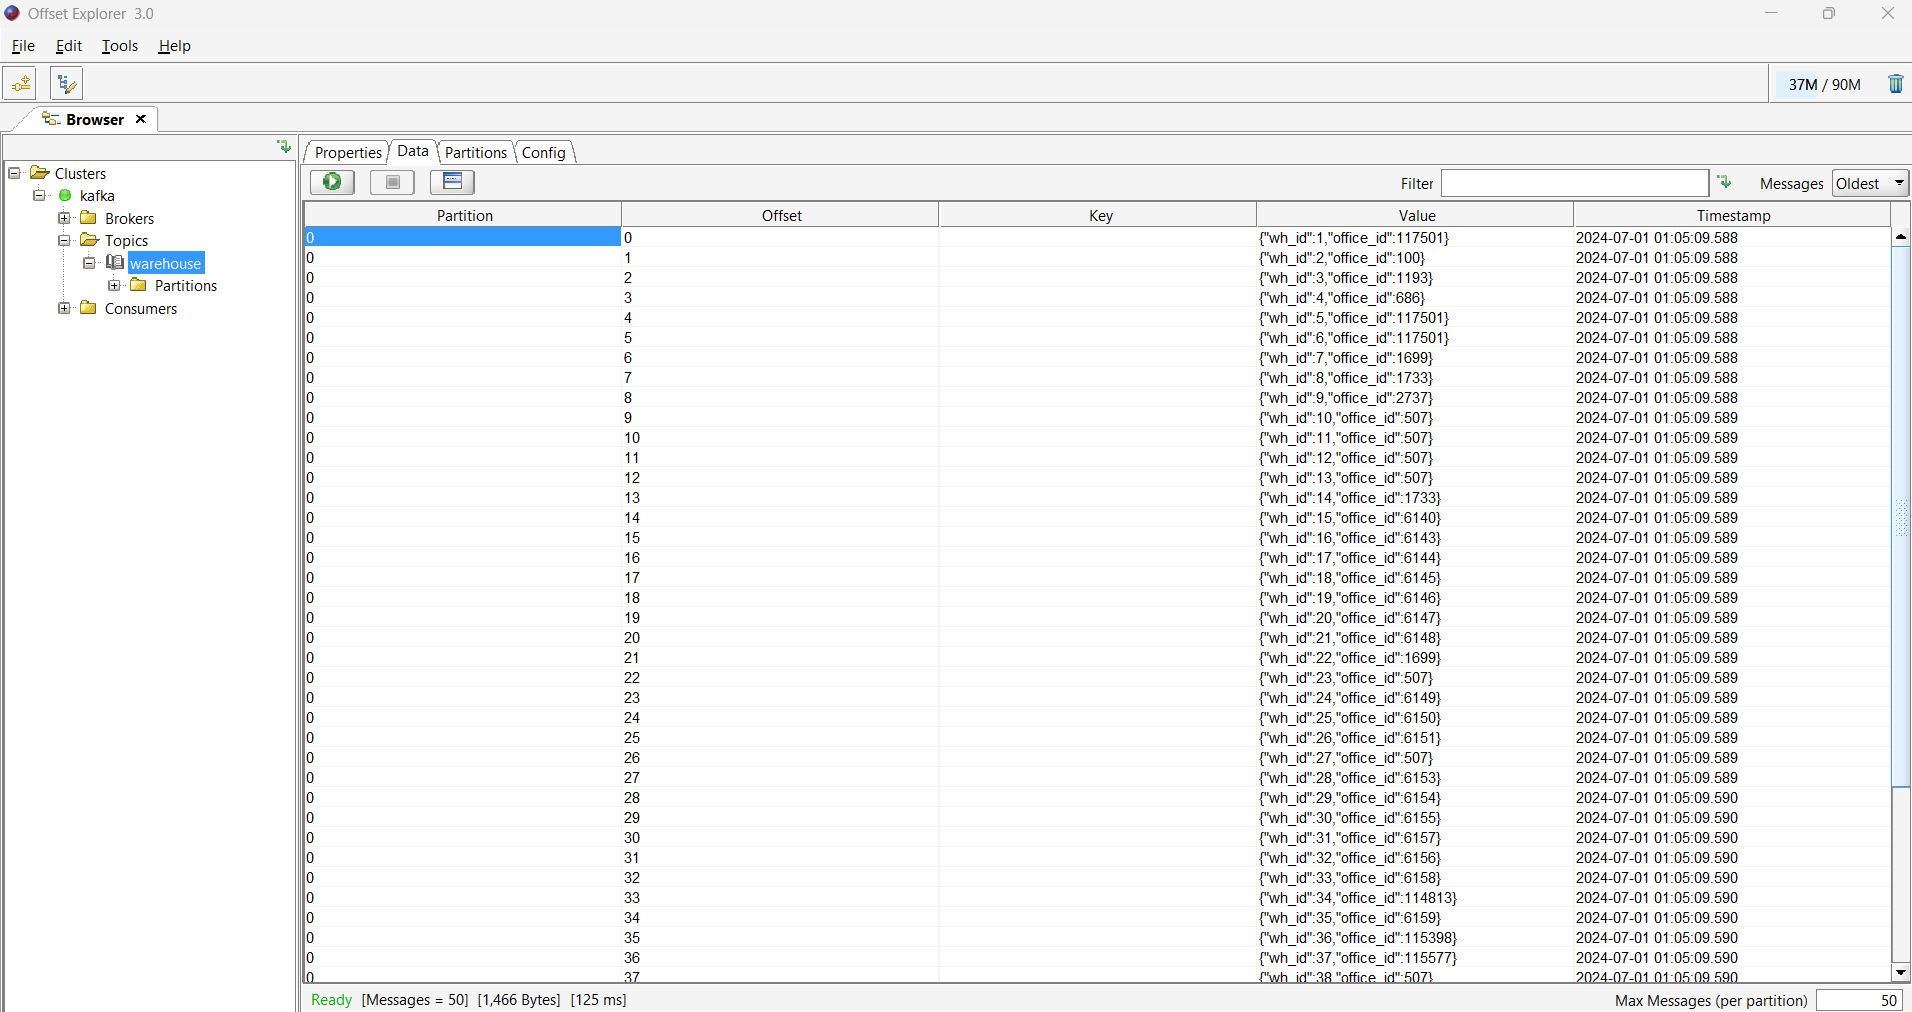 Offset Explorer 3.0
File Edit Tools Help
37M / 90M
Browser
Properties Data Partitions Config
Filter Messages Oldest
Clusters
kafka
Brokers
Topics
warehouse
Partitions
Consumers
Partition Offset Key Value Timestamp
0 0 {"wh_id":1,"office_id":117501} 2024-07-01 01:05:09.588
0 1 {"wh_id":2,"office_id":100} 2024-07-01 01:05:09.588
0 2 {"wh_id":3,"office_id":1193} 2024-07-01 01:05:09.588
0 3 {"wh_id":4,"office_id":686} 2024-07-01 01:05:09.588
0 4 {"wh_id":5,"office_id":117501} 2024-07-01 01:05:09.588
0 5 {"wh_id":6,"office_id":117501} 2024-07-01 01:05:09.588
0 6 {"wh_id":7,"office_id":1699} 2024-07-01 01:05:09.588
0 7 {"wh_id":8,"office_id":1733} 2024-07-01 01:05:09.588
0 8 {"wh_id":9,"office_id":2737} 2024-07-01 01:05:09.588
0 9 {"wh_id":10,"office_id":507} 2024-07-01 01:05:09.589
0 10 {"wh_id":11,"office_id":507} 2024-07-01 01:05:09.589
0 11 {"wh_id":12,"office_id":507} 2024-07-01 01:05:09.589
0 12 {"wh_id":13,"office_id":507} 2024-07-01 01:05:09.589
0 13 {"wh_id":14,"office_id":1733} 2024-07-01 01:05:09.589
0 14 {"wh_id":15,"office_id":6140} 2024-07-01 01:05:09.589
0 15 {"wh_id":16,"office_id":6143} 2024-07-01 01:05:09.589
0 16 {"wh_id":17,"office_id":6144} 2024-07-01 01:05:09.589
0 17 {"wh_id":18,"office_id":6145} 2024-07-01 01:05:09.589
0 18 {"wh_id":19,"office_id":6146} 2024-07-01 01:05:09.589
0 19 {"wh_id":20,"office_id":6147} 2024-07-01 01:05:09.589
0 20 {"wh_id":21,"office_id":6148} 2024-07-01 01:05:09.589
0 21 {"wh_id":22,"office_id":1699} 2024-07-01 01:05:09.589
0 22 {"wh_id":23,"office_id":507} 2024-07-01 01:05:09.589
0 23 {"wh_id":24,"office_id":6149} 2024-07-01 01:05:09.589
0 24 {"wh_id":25,"office_id":6150} 2024-07-01 01:05:09.589
0 25 {"wh_id":26,"office_id":6151} 2024-07-01 01:05:09.589
0 26 {"wh_id":27,"office_id":507} 2024-07-01 01:05:09.589
0 27 {"wh_id":28,"office_id":6153} 2024-07-01 01:05:09.589
0 28 {"wh_id":29,"office_id":6154} 2024-07-01 01:05:09.590
0 29 {"wh_id":30,"office_id":6155} 2024-07-01 01:05:09.590
0 30 {"wh_id":31,"office_id":6157} 2024-07-01 01:05:09.590
0 31 {"wh_id":32,"office_id":6156} 2024-07-01 01:05:09.590
0 32 {"wh_id":33,"office_id":6158} 2024-07-01 01:05:09.590
0 33 {"wh_id":34,"office_id":114813} 2024-07-01 01:05:09.590
0 34 {"wh_id":35,"office_id":6159} 2024-07-01 01:05:09.590
0 35 {"wh_id":36,"office_id":115398} 2024-07-01 01:05:09.590
0 36 {"wh_id":37,"office_id":115577} 2024-07-01 01:05:09.590
0 37 {"wh_id":38,"office_id":507} 2024-07-01 01:05:09.590
Ready [Messages = 50] [1,466 Bytes] [125 ms] Max Messages (per partition) 50